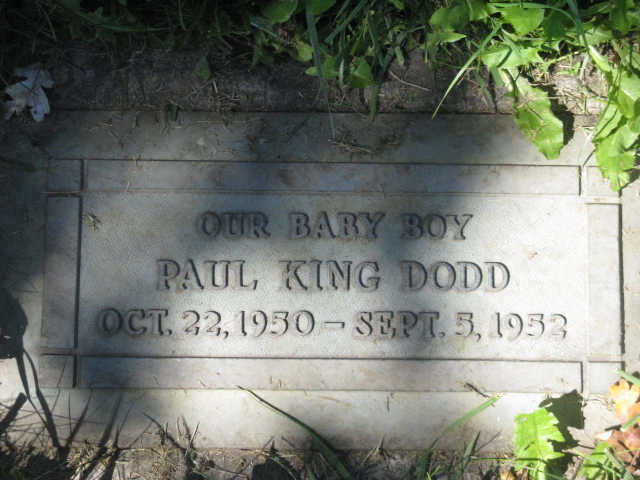 OUR BABY BOY
PAUL KING DODD
OCT. 22, 1950 – SEPT. 5, 1952